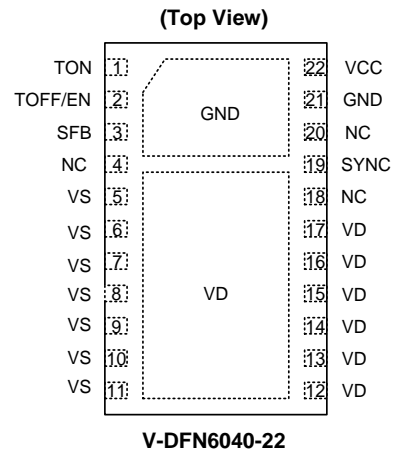 (Top View)
TON 1 22 VCC
TOFF/EN 2 GND 21 GND
SFB 3 20 NC
NC 4 19 SYNC
VS 5 18 NC
VS 6 17 VD
VS 7 16 VD
VS 8 VD 15 VD
VS 9 14 VD
VS 10 13 VD
VS 11 12 VD
V-DFN6040-22